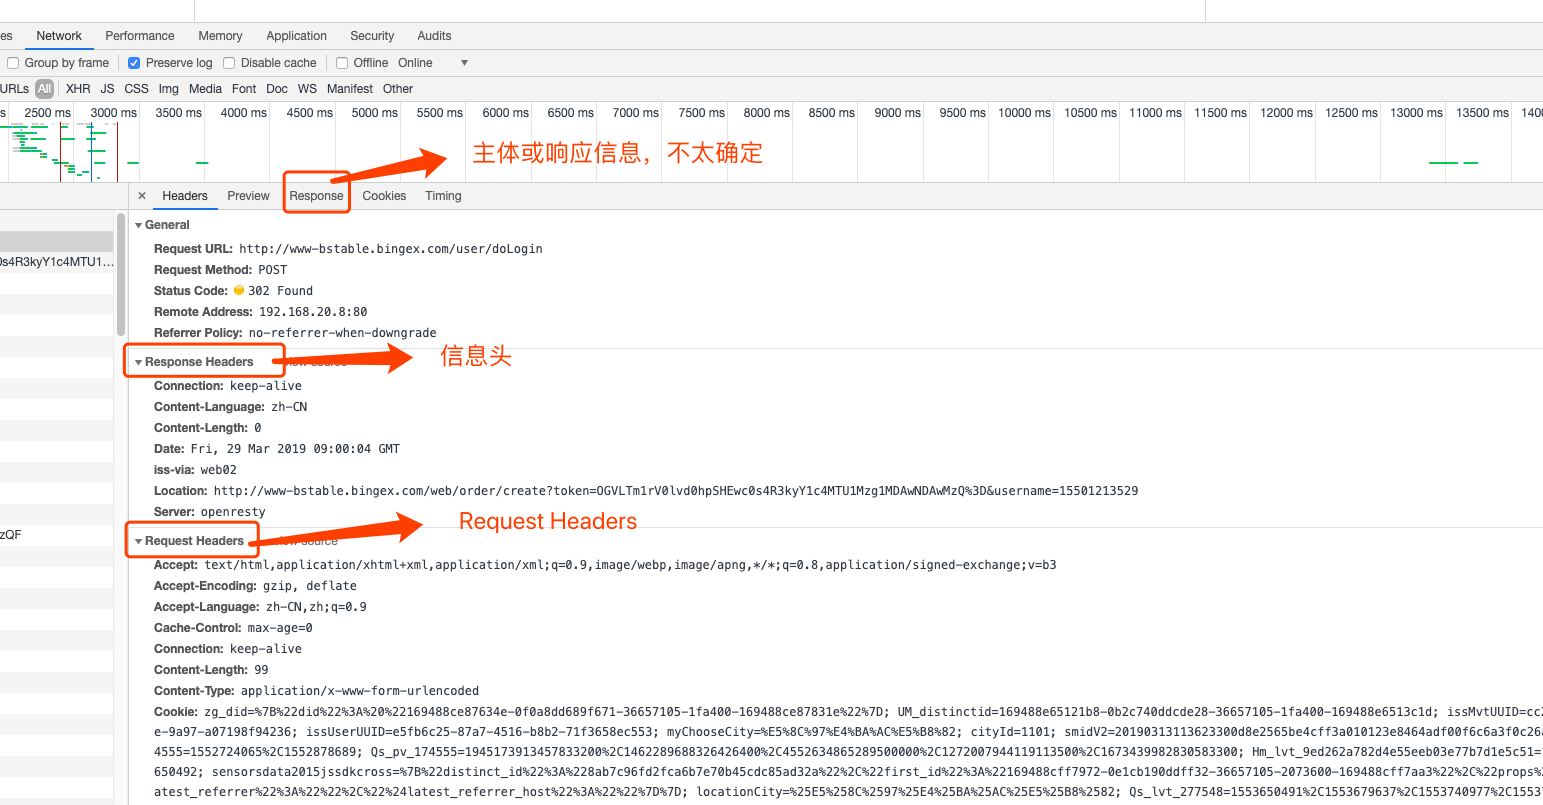 es Network Performance Memory Application Security Audits
Group by frame Preserve log Disable cache Offline Online
URLs All XHR JS CSS Img Media Font Doc WS Manifest Other
s 2500 ms 3000 ms 3500 ms 4000 ms 4500 ms 5000 ms 5500 ms 6000 ms 6500 ms 7000 ms 7500 ms 8000 ms 8500 ms 9000 ms 9500 ms 10000 ms 10500 ms 11000 ms 11500 ms 12000 ms 12500 ms 13000 ms 13500 ms 1400
主体或响应信息，不太确定
× Headers Preview Response Cookies Timing
General
Request URL: http://www-bstable.bingex.com/user/doLogin
0s4R3kyY1c4MTU1...
Request Method: POST
Status Code: 302 Found
Remote Address: 192.168.20.8:80
Referrer Policy: no-referrer-when-downgrade
Response Headers 信息头
Connection: keep-alive
Content-Language: zh-CN
Content-Length: 0
Date: Fri, 29 Mar 2019 09:00:04 GMT
iss-via: web02
Location: http://www-bstable.bingex.com/web/order/create?token=OGVLTm1rV0lvd0hpSHEwc0s4R3kyY1c4MTU1Mzg1MDAwNDAwMzQ%3D&username=15501213529
Server: openresty
zQF
Request Headers view source Request Headers
Accept: text/html,application/xhtml+xml,application/xml;q=0.9,image/webp,image/apng,*/*;q=0.8,application/signed-exchange;v=b3
Accept-Encoding: gzip, deflate
Accept-Language: zh-CN,zh;q=0.9
Cache-Control: max-age=0
Connection: keep-alive
Content-Length: 99
Content-Type: application/x-www-form-urlencoded
Cookie: zg_did=%7B%22did%22%3A%20%22169488ce87634e-0f0a8dd689f671-36657105-1fa400-169488ce87831e%22%7D; UM_distinctid=169488e65121b8-0b2c740ddcde28-36657105-1fa400-169488e6513c1d; issMvtUUID=cc2
e-9a97-a07198f94236; issUserUUID=e5fb6c25-87a7-4516-b8b2-71f3658ec553; myChooseCity=%E5%8C%97%E4%BA%AC%E5%B8%82; cityId=1101; smidV2=20190313113623300d8e2565be4cff3a010123e8464adf00f6c6a3f0c26a
4555=1552724065%2C1552878689; Qs_pv_174555=1945173913457833200%2C1462289688326426400%2C4552634865289500000%2C1272007944119113500%2C1673439982830583300; Hm_lvt_9ed262a782d4e55eeb03e77b7d1e5c51=1
650492; sensorsdata2015jssdkcross=%7B%22distinct_id%22%3A%228ab7c96fd2fca6b7e70b45cdc85ad32a%22%2C%22first_id%22%3A%22169488cff7972-0e1cb190ddff32-36657105-2073600-169488cff7aa3%22%2C%22props%2
atest_referrer%22%3A%22%22%2C%22%24latest_referrer_host%22%3A%22%22%7D%7D; locationCity=%25E5%258C%2597%25E4%25BA%25AC%25E5%25B8%2582; Qs_lvt_277548=1553650491%2C1553679637%2C1553740977%2C15537